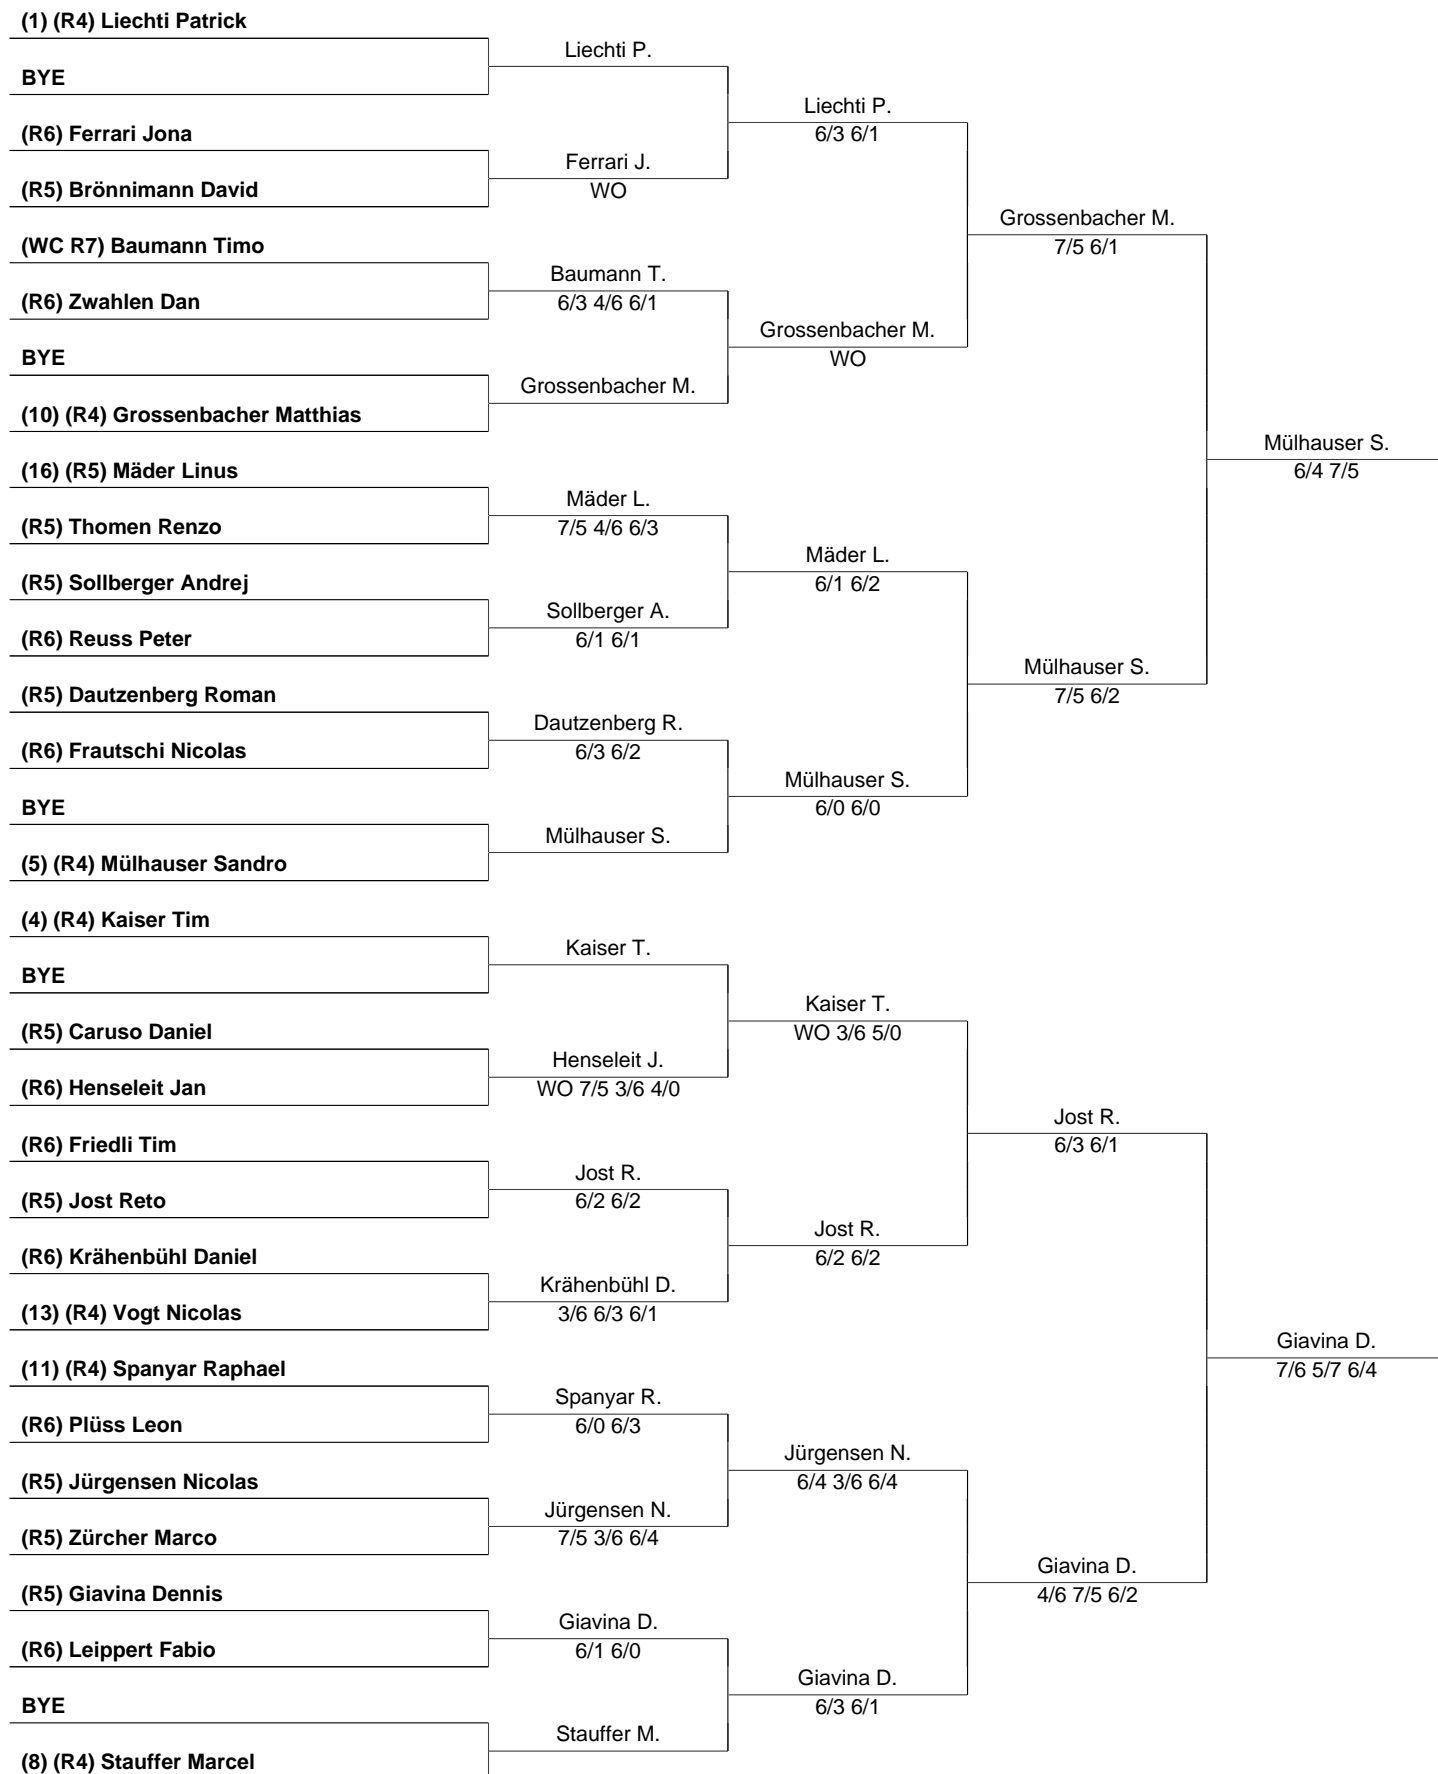 (1) (R4) Liechti Patrick
Liechti P.
BYE
Liechti P.
6/3 6/1
(R6) Ferrari Jona
Ferrari J.
WO
(R5) Brönnimann David
Grossenbacher M.
7/5 6/1
(WC R7) Baumann Timo
Baumann T.
6/3 4/6 6/1
(R6) Zwahlen Dan
Grossenbacher M.
WO
BYE
Grossenbacher M.
(10) (R4) Grossenbacher Matthias
Mülhauser S.
6/4 7/5
(16) (R5) Mäder Linus
Mäder L.
7/5 4/6 6/3
(R5) Thomen Renzo
Mäder L.
6/1 6/2
(R5) Sollberger Andrej
Sollberger A.
6/1 6/1
(R6) Reuss Peter
Mülhauser S.
7/5 6/2
(R5) Dautzenberg Roman
Dautzenberg R.
6/3 6/2
(R6) Frautschi Nicolas
Mülhauser S.
6/0 6/0
BYE
Mülhauser S.
(5) (R4) Mülhauser Sandro
(4) (R4) Kaiser Tim
Kaiser T.
BYE
Kaiser T.
WO 3/6 5/0
(R5) Caruso Daniel
Henseleit J.
WO 7/5 3/6 4/0
(R6) Henseleit Jan
Jost R.
6/3 6/1
(R6) Friedli Tim
Jost R.
6/2 6/2
(R5) Jost Reto
Jost R.
6/2 6/2
(R6) Krähenbühl Daniel
Krähenbühl D.
3/6 6/3 6/1
(13) (R4) Vogt Nicolas
Giavina D.
7/6 5/7 6/4
(11) (R4) Spanyar Raphael
Spanyar R.
6/0 6/3
(R6) Plüss Leon
Jürgensen N.
6/4 3/6 6/4
(R5) Jürgensen Nicolas
Jürgensen N.
7/5 3/6 6/4
(R5) Zürcher Marco
Giavina D.
4/6 7/5 6/2
(R5) Giavina Dennis
Giavina D.
6/1 6/0
(R6) Leippert Fabio
Giavina D.
6/3 6/1
BYE
Stauffer M.
(8) (R4) Stauffer Marcel